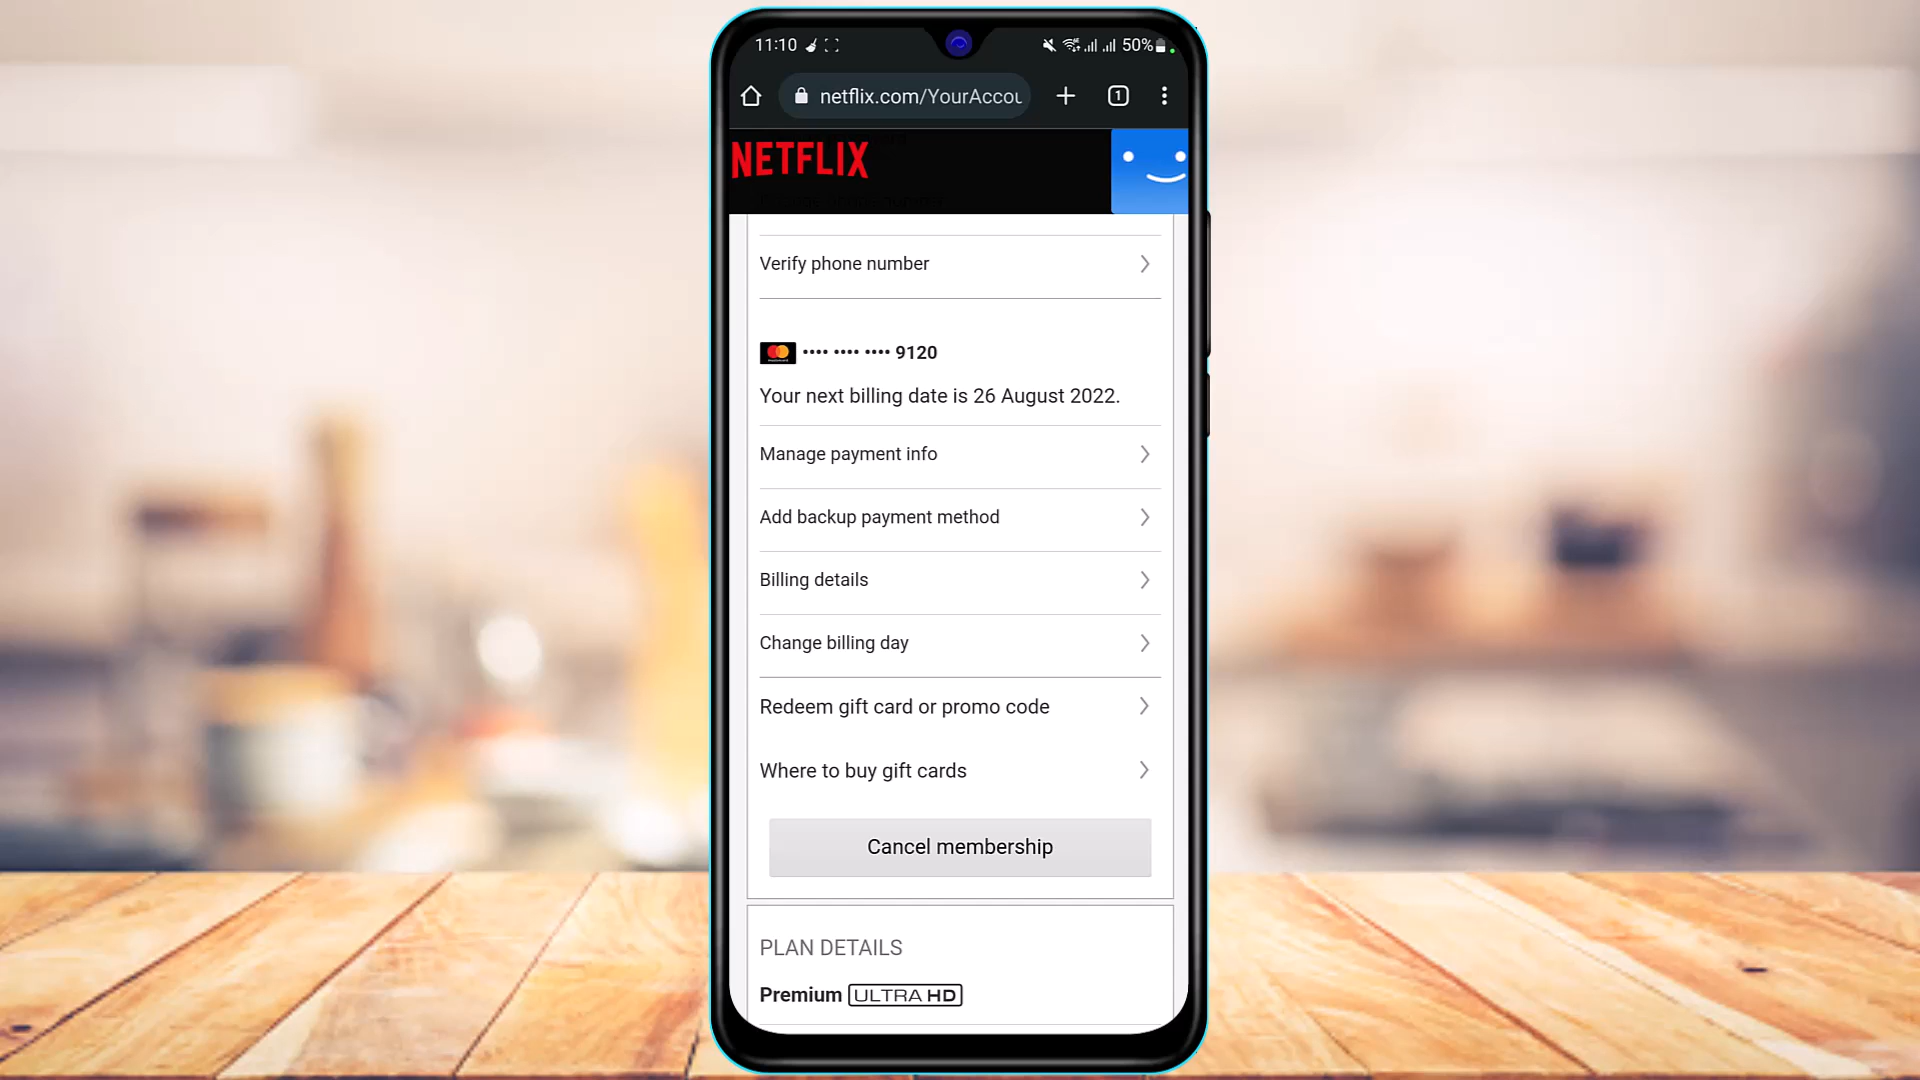 11:10 50%
netflix.com/YourAccou 1
NETFLIX
Verify phone number
•••• •••• •••• 9120
Your next billing date is 26 August 2022.
Manage payment info
Add backup payment method
Billing details
Change billing day
Redeem gift card or promo code
Where to buy gift cards
Cancel membership
PLAN DETAILS
Premium ULTRA HD